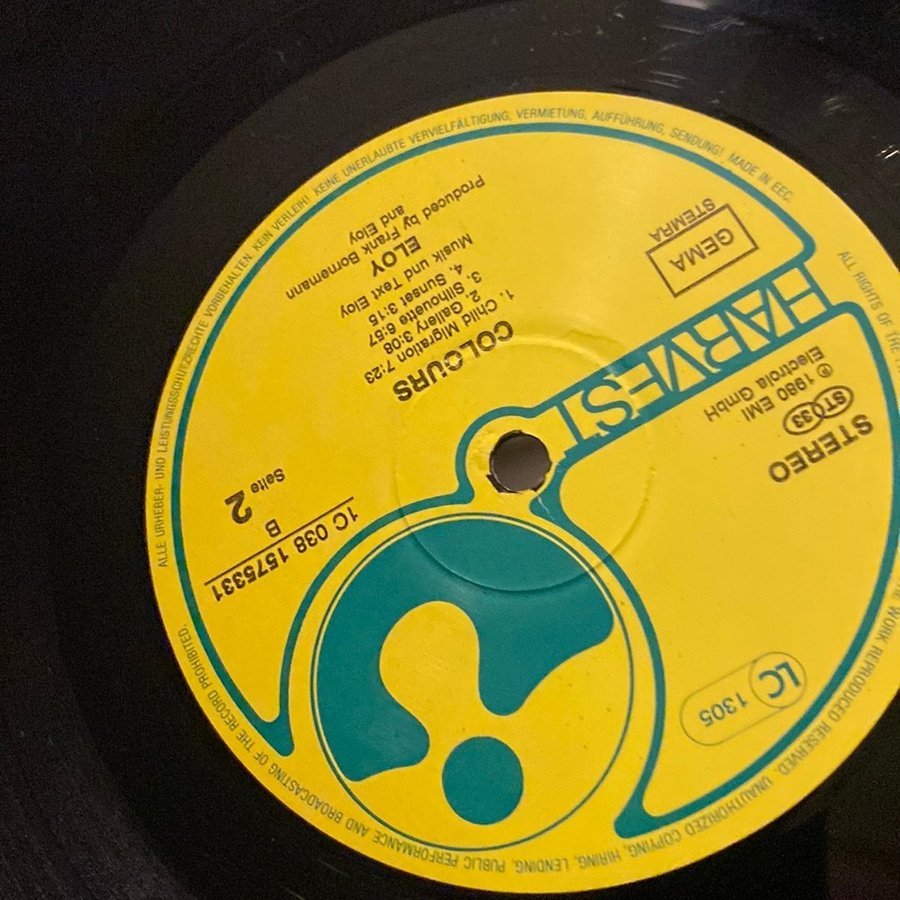 HARVEST
STEREO
ST 33
℗ 1980 EMI
Electrola GmbH
GEMA
STEMRA
LC 1305
1C 038 1575331
B
Seite 2
COLOURS
1. Child Migration 7:23
2. Gallery 3:08
3. Silhouette 6:57
4. Sunset 3:15
Musik und Text Eloy
ELOY
Produced by Frank Bornemann
and Eloy
ALLE URHEBER- UND LEISTUNGSSCHUTZRECHTE VORBEHALTEN. KEIN VERLEIH! KEINE UNERLAUBTE VERVIELFÄLTIGUNG, VERMIETUNG, AUFFÜHRUNG, SENDUNG! MADE IN EEC.
ALL RIGHTS OF THE
THE WORK REPRODUCED RESERVED. UNAUTHORIZED COPYING, HIRING, LENDING, PUBLIC PERFORMANCE AND BROADCASTING OF THE RECORD PROHIBITED.